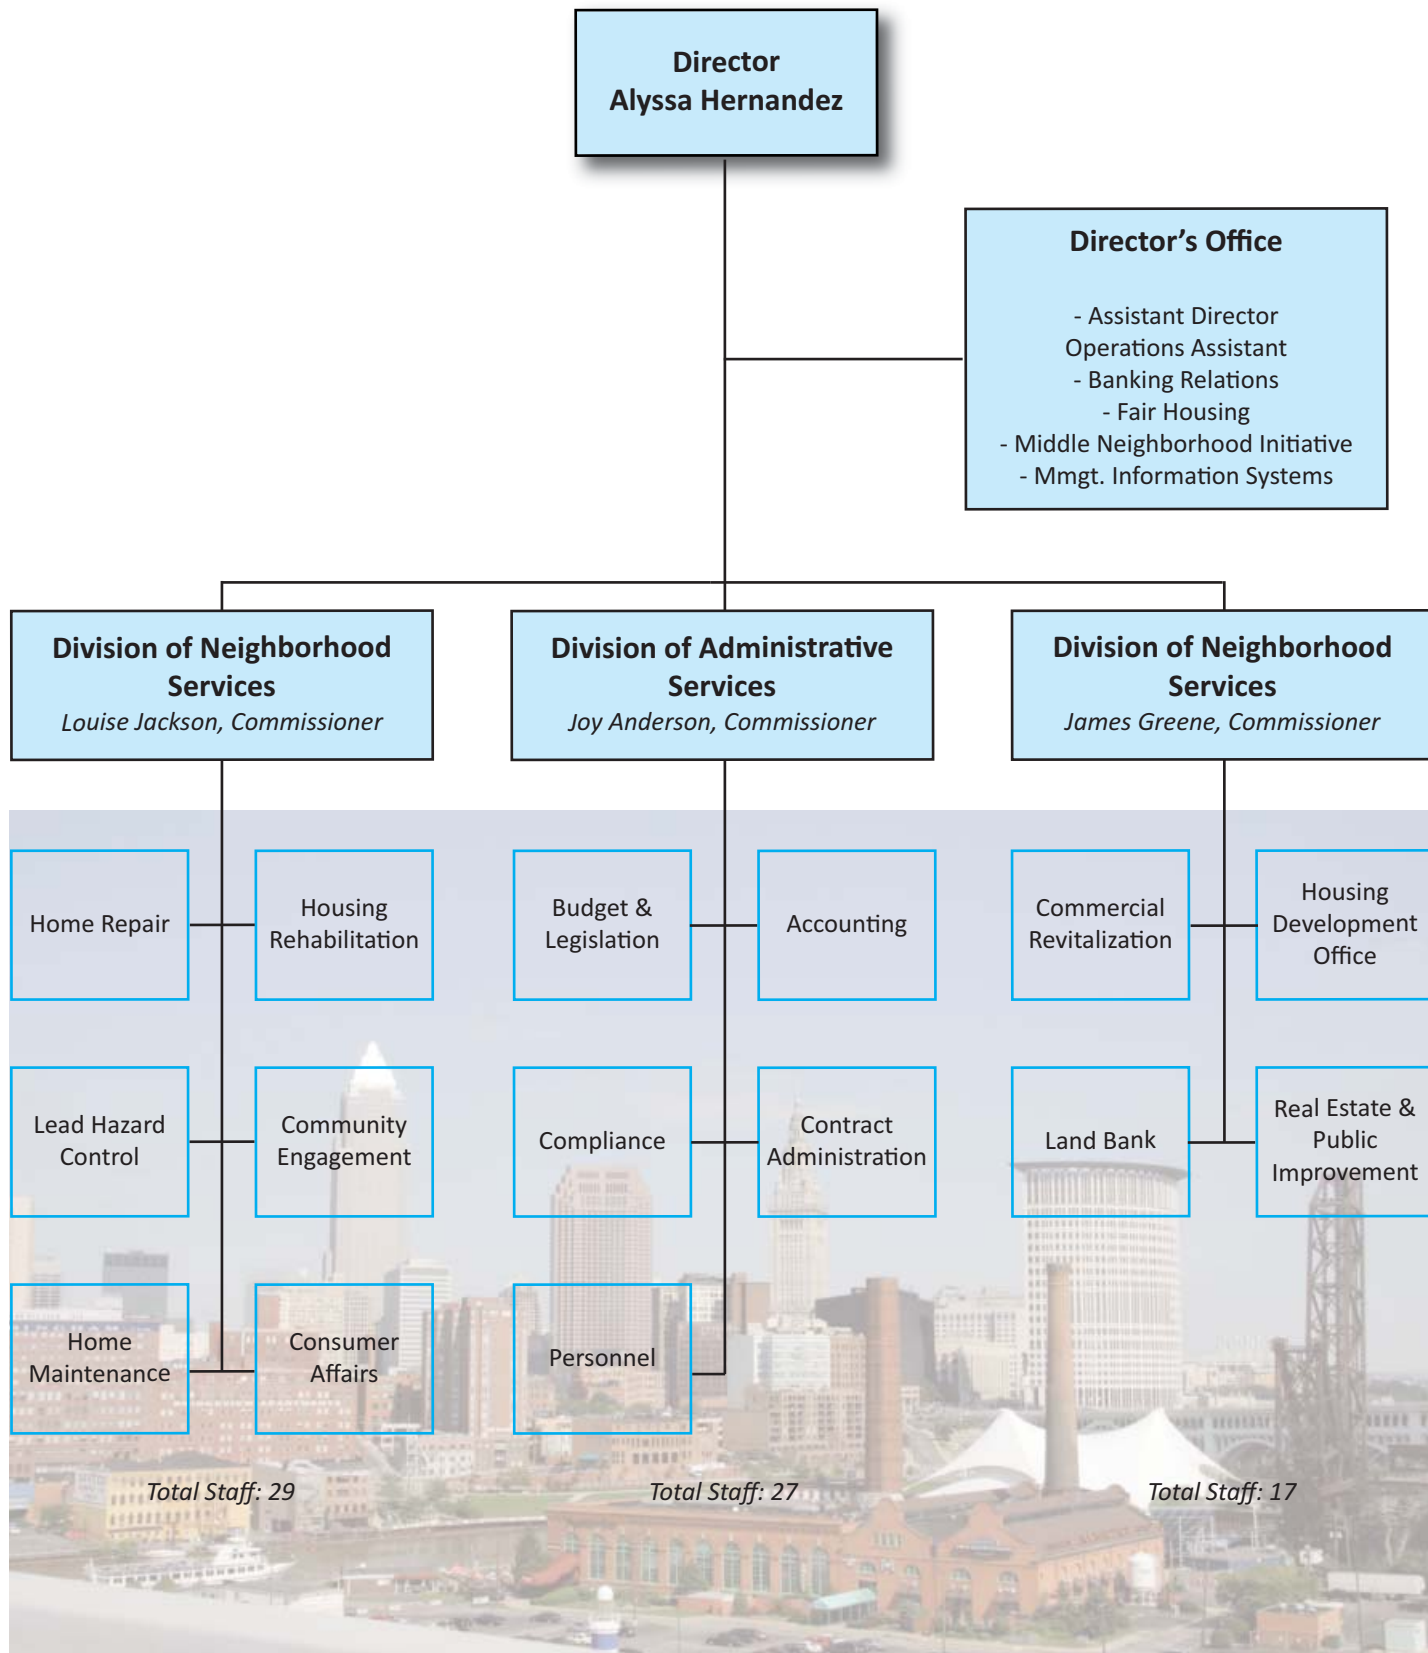 Director
Alyssa Hernandez
Director’s Office
- Assistant Director
Operations Assistant
- Banking Relations
- Fair Housing
- Middle Neighborhood Initiative
- Mmgt. Information Systems
Division of Neighborhood
Services
Louise Jackson, Commissioner
Division of Administrative
Services
Joy Anderson, Commissioner
Division of Neighborhood
Services
James Greene, Commissioner
Home Repair
Housing
Rehabilitation
Budget &
Legislation
Accounting
Commercial
Revitalization
Housing
Development
Office
Lead Hazard
Control
Community
Engagement
Compliance
Contract
Administration
Land Bank
Real Estate &
Public
Improvement
Home
Maintenance
Consumer
Affairs
Personnel
Total Staff: 29
Total Staff: 27
Total Staff: 17